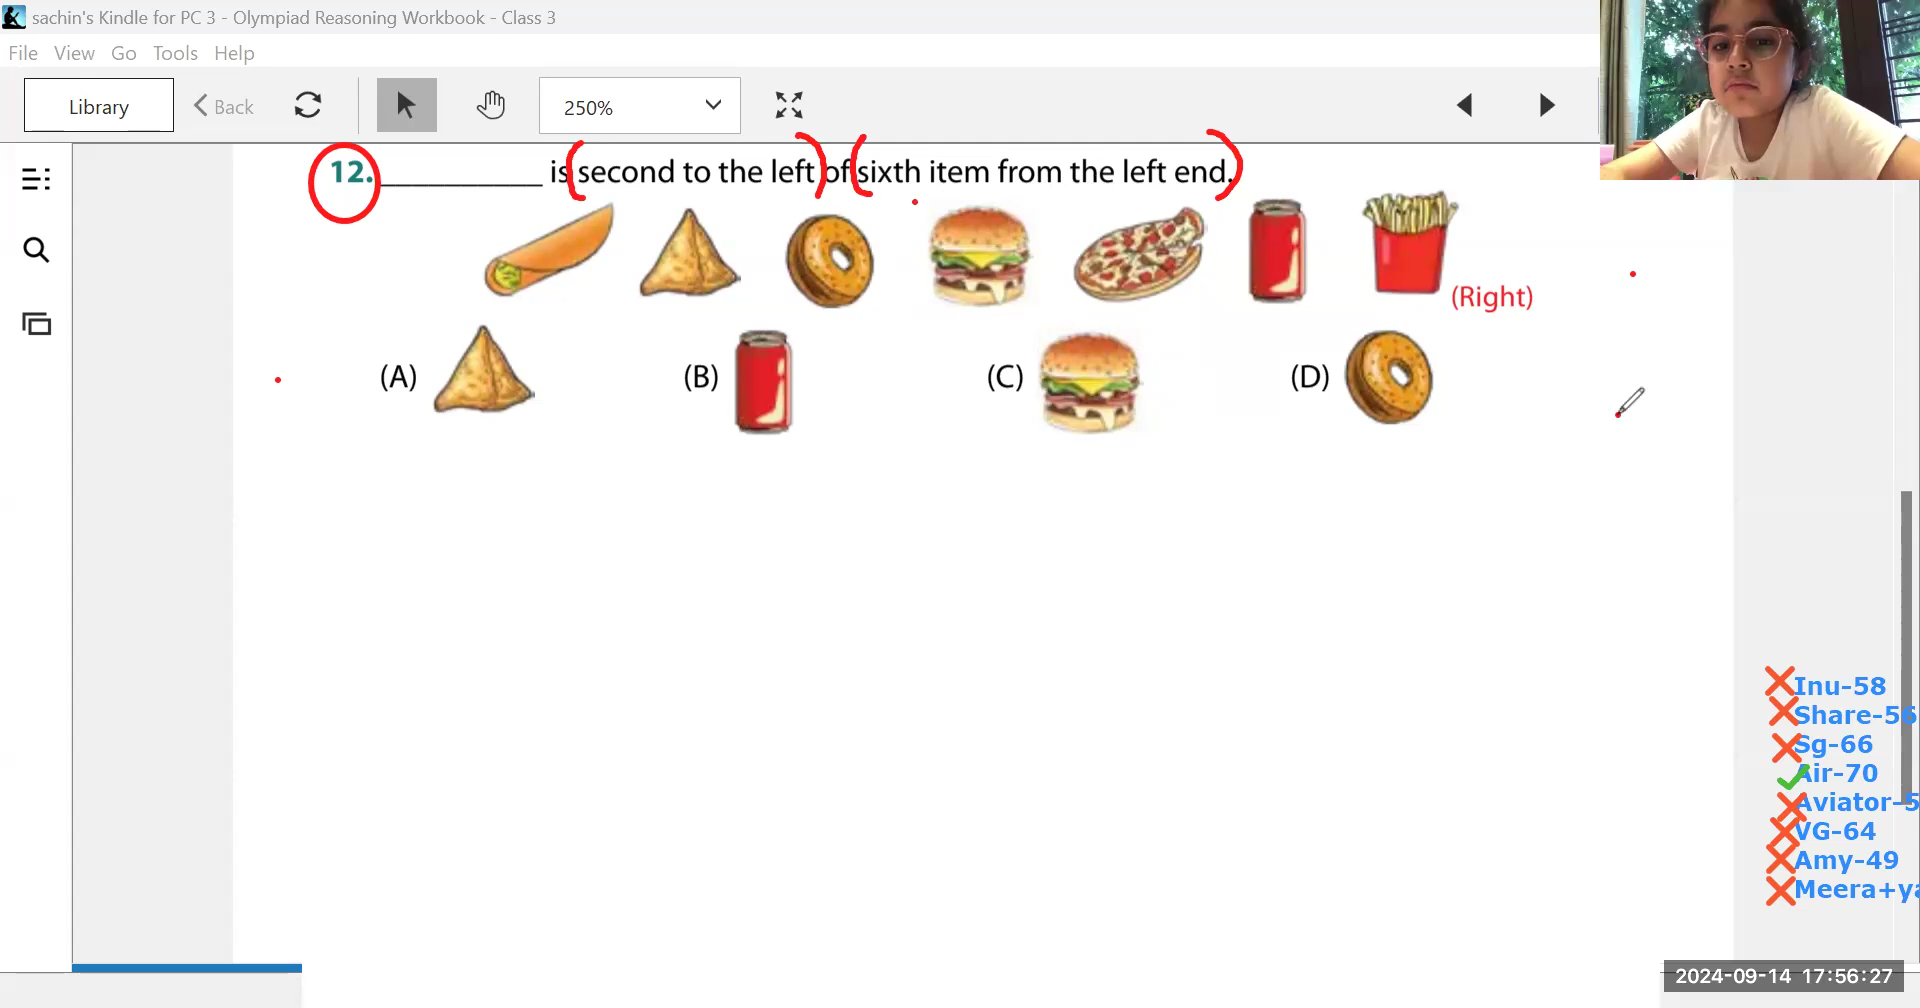 sachin's Kindle for PC 3 - Olympiad Reasoning Workbook - Class 3
File View Go Tools Help
Library Back 250%
12. __________ is second to the left of sixth item from the left end.
(Right)
(A) (B) (C) (D)
Inu-58
Share-56
Sg-66
Air-70
Aviator-5
VG-64
Amy-49
Meera+ya
2024-09-14 17:56:27